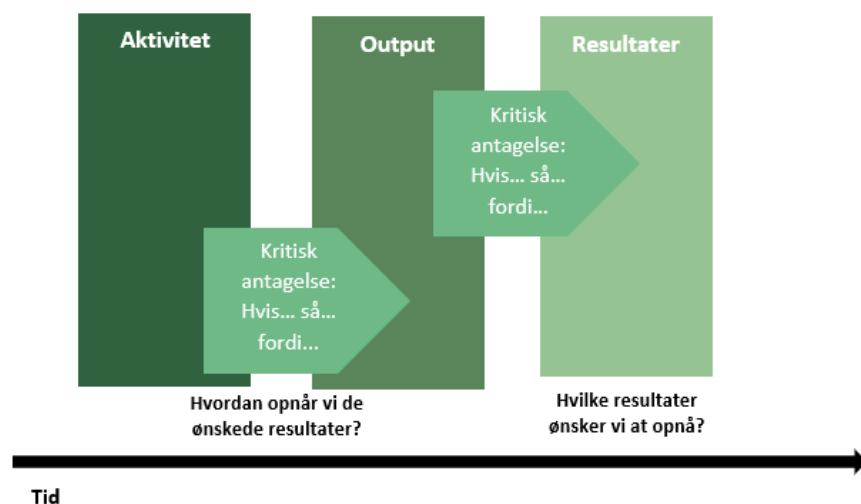 Aktivitet
Output
Resultater
Kritisk
antagelse:
Hvis... så...
fordi...
Kritisk
antagelse:
Hvis... så...
fordi...
Hvordan opnår vi de
ønskede resultater?
Hvilke resultater
ønsker vi at opnå?
Tid